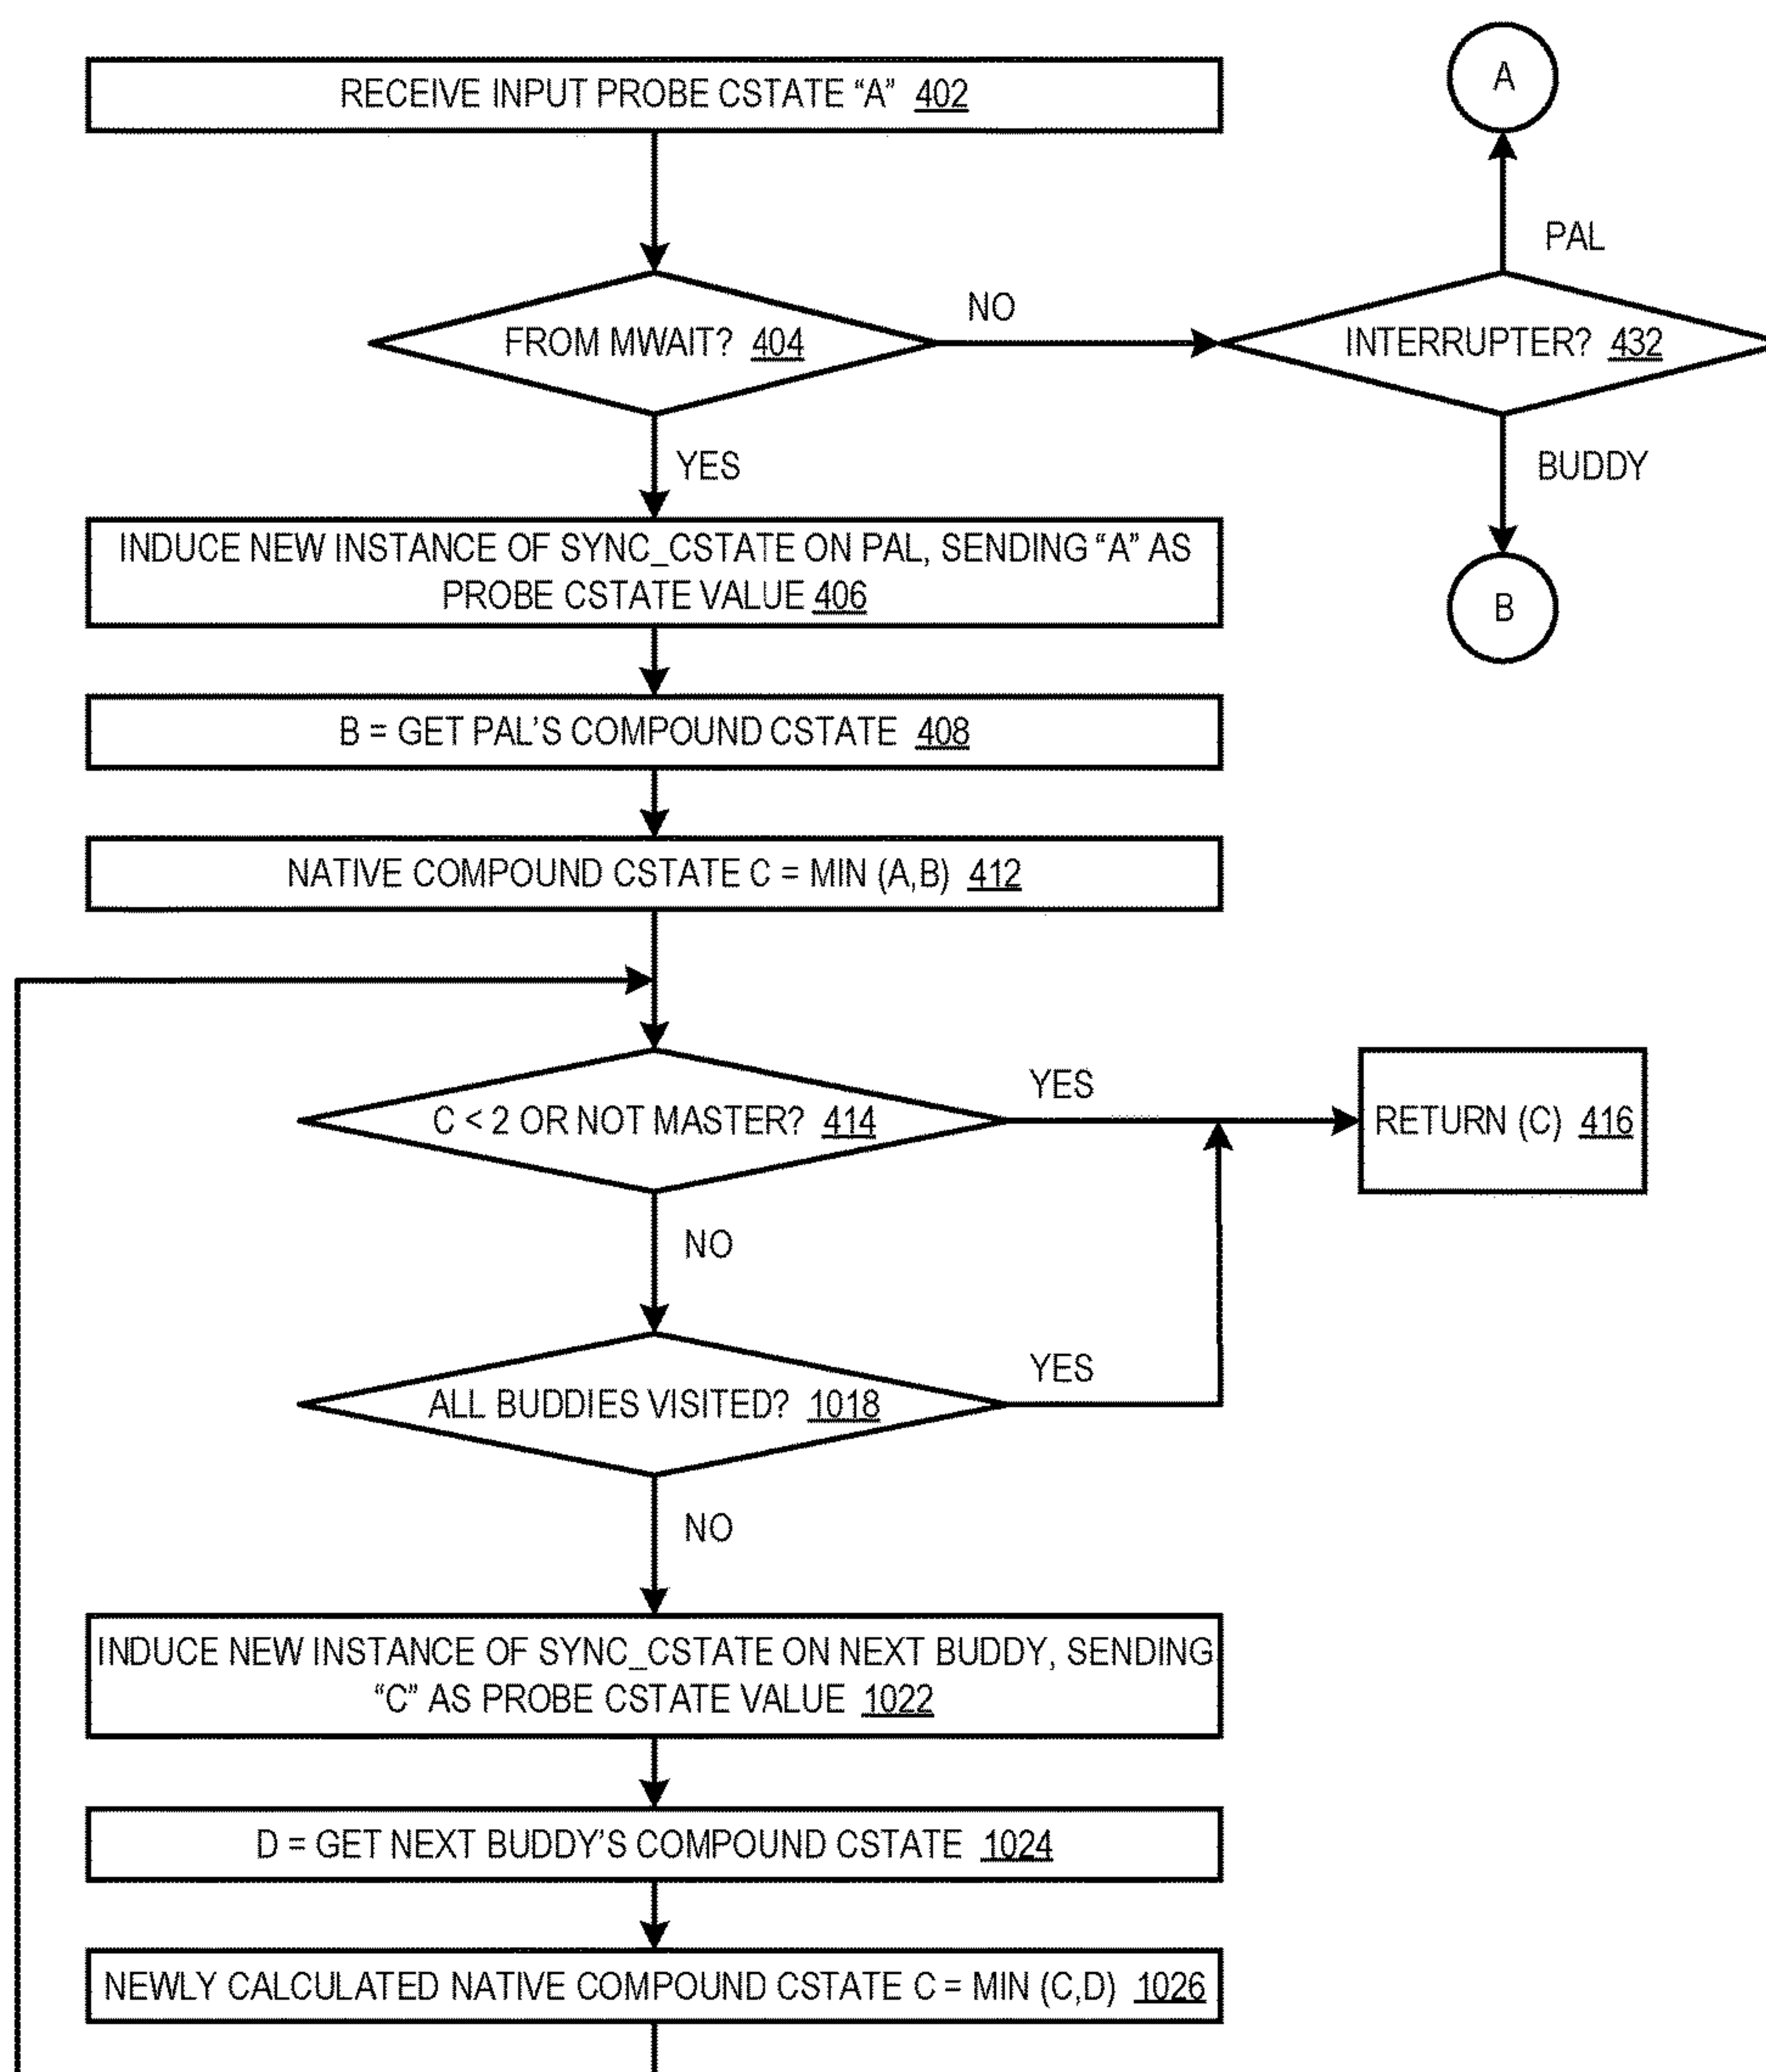 RECEIVE INPUT PROBE CSTATE “A” 402
A
PAL
FROM MWAIT? 404
NO
INTERRUPTER? 432
YES
BUDDY
INDUCE NEW INSTANCE OF SYNC_CSTATE ON PAL, SENDING “A” AS
PROBE CSTATE VALUE 406
B
B = GET PAL’S COMPOUND CSTATE 408
NATIVE COMPOUND CSTATE C = MIN (A,B) 412
C < 2 OR NOT MASTER? 414
YES
RETURN (C) 416
NO
ALL BUDDIES VISITED? 1018
YES
NO
INDUCE NEW INSTANCE OF SYNC_CSTATE ON NEXT BUDDY, SENDING
“C” AS PROBE CSTATE VALUE 1022
D = GET NEXT BUDDY’S COMPOUND CSTATE 1024
NEWLY CALCULATED NATIVE COMPOUND CSTATE C = MIN (C,D) 1026